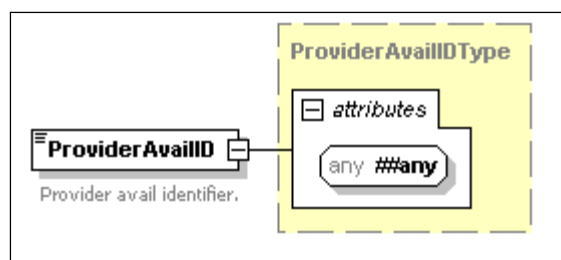 ProviderAvailIDType
attributes
ProviderAvailID
any ##any
Provider avail identifier.